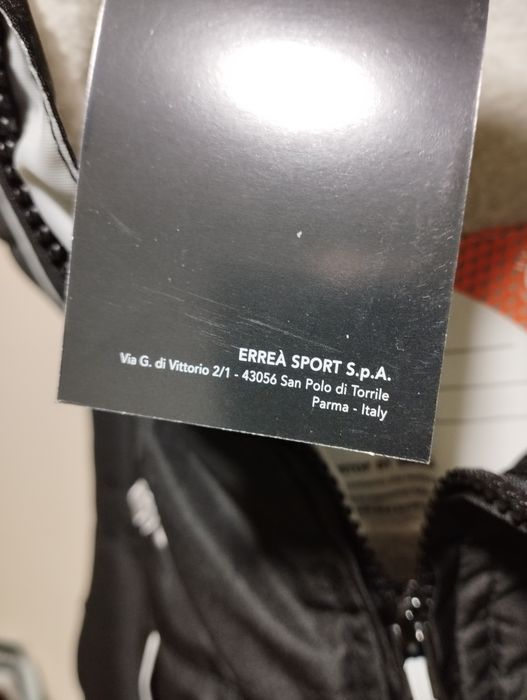 ERREÀ SPORT S.p.A.
Via G. di Vittorio 2/1 - 43056 San Polo di Torrile
Parma - Italy